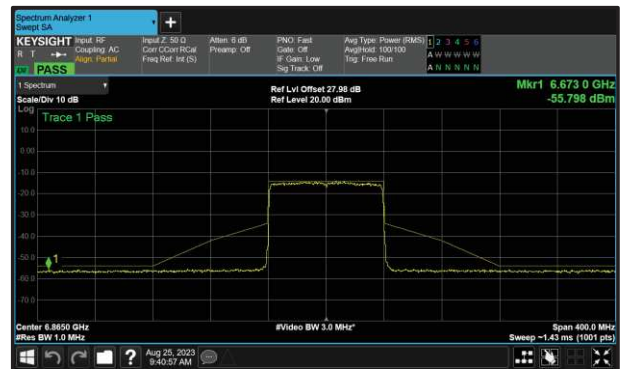 Spectrum Analyzer 1
Swept SA
+
KEYSIGHT
R T
PASS
Input: RF
Coupling: AC
Align: Partial
Input Z: 50 Ω
Corr CCorr RCal
Freq Ref: Int (S)
Atten: 6 dB
Preamp: Off
PNO: Fast
Gate: Off
IF Gain: Low
Sig Track: Off
Avg Type: Power (RMS)
Avg|Hold: 100/100
Trig: Free Run
1 2 3 4 5 6
A W W W W W
A N N N N N
1 Spectrum
Scale/Div 10 dB
Log
Ref Lvl Offset 27.98 dB
Ref Level 20.00 dBm
Mkr1 6.673 0 GHz
-55.798 dBm
Trace 1 Pass
10.0
0.00
-10.0
-20.0
-30.0
-40.0
-50.0
-60.0
-70.0
1
Center 6.8650 GHz
#Res BW 1.0 MHz
#Video BW 3.0 MHz*
Span 400.0 MHz
Sweep ~1.43 ms (1001 pts)
?
Aug 25, 2023
9:40:57 AM